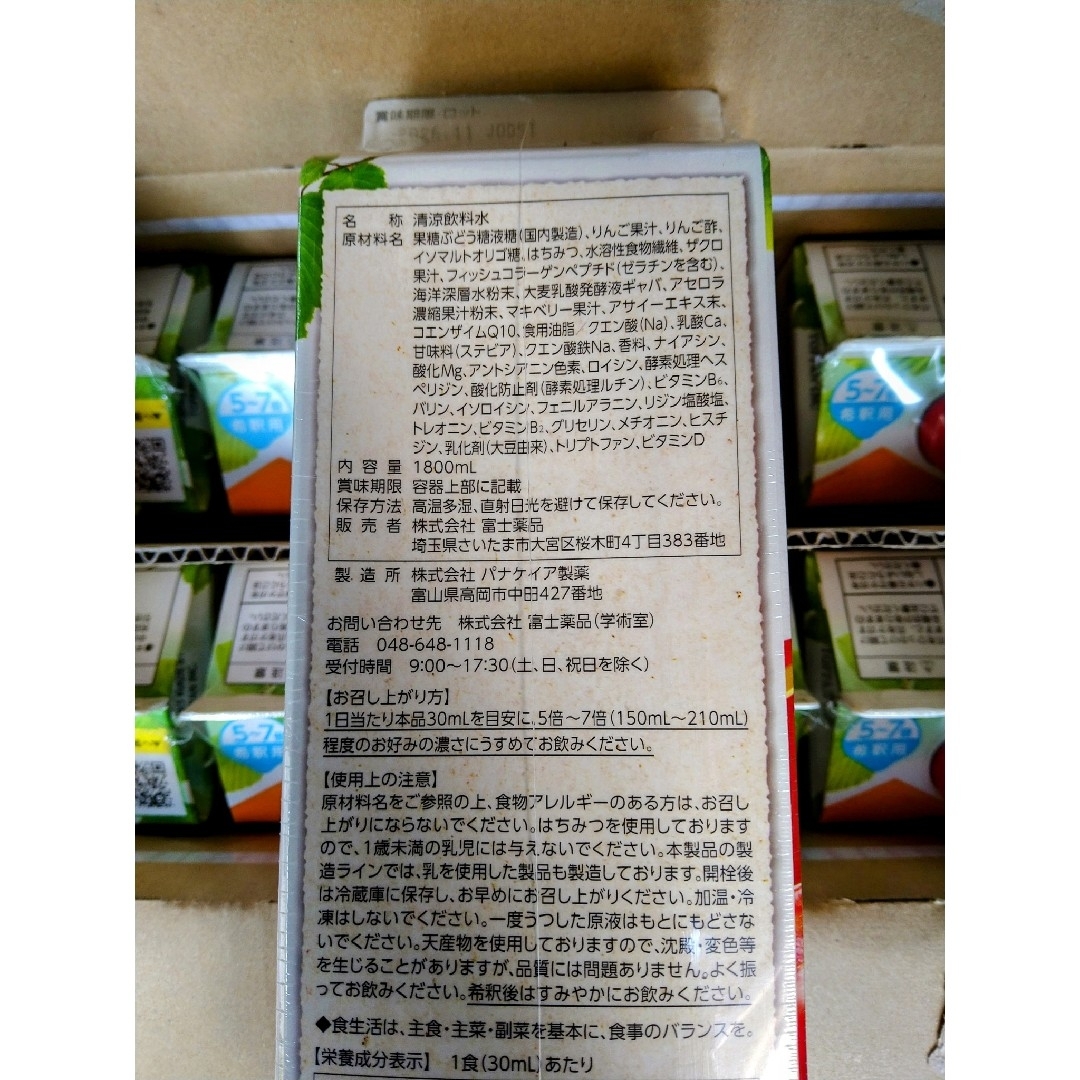 名称 清涼飲料水
原材料名 果糖ぶどう糖液糖(国内製造)、りんご果汁、りんご酢、
イソマルトオリゴ糖、はちみつ、水溶性食物繊維、ザクロ
果汁、フィッシュコラーゲンペプチド(ゼラチンを含む)、
海洋深層水粉末、大麦乳酸発酵液ギャバ、アセロラ
濃縮果汁粉末、マキベリー果汁、アサイーエキス末、
コエンザイムQ10、食用油脂/クエン酸(Na)、乳酸Ca、
甘味料(ステビア)、クエン酸鉄Na、香料、ナイアシン、
酸化Mg、アントシアニン色素、ロイシン、酵素処理ヘス
ペリジン、酸化防止剤(酵素処理ルチン)、ビタミンB₆、
バリン、イソロイシン、フェニルアラニン、リジン塩酸塩、
トレオニン、ビタミンB₂、グリセリン、メチオニン、ヒスチ
ジン、乳化剤(大豆由来)、トリプトファン、ビタミンD
内容量 1800mL
賞味期限 容器上部に記載
保存方法 高温多湿、直射日光を避けて保存してください。
販売者 株式会社 富士薬品
埼玉県さいたま市大宮区桜木町4丁目383番地
製造所 株式会社 パナケイア製薬
富山県高岡市中田427番地
お問い合わせ先 株式会社 富士薬品(学術室)
電話 048-648-1118
受付時間 9:00〜17:30(土、日、祝日を除く)
【お召し上がり方】
1日当たり本品30mLを目安に、5倍〜7倍(150mL〜210mL)
程度のお好みの濃さにうすめてお飲みください。
【使用上の注意】
原材料名をご参照の上、食物アレルギーのある方は、お召し
上がりにならないでください。はちみつを使用しております
ので、1歳未満の乳児には与えないでください。本製品の製
造ラインでは、乳を使用した製品も製造しております。開栓後
は冷蔵庫に保存し、お早めにお召し上がりください。加温・冷
凍はしないでください。一度うつした原液はもとにもどさな
いでください。天産物を使用しておりますので、沈殿・変色等
を生じることがありますが、品質には問題ありません。よく振
ってお飲みください。希釈後はすみやかにお飲みください。
◆食生活は、主食・主菜・副菜を基本に、食事のバランスを。
【栄養成分表示】 1食(30mL)あたり
5~7
希釈用
5~7
希釈用
5~7
希釈用
5~7
希釈用